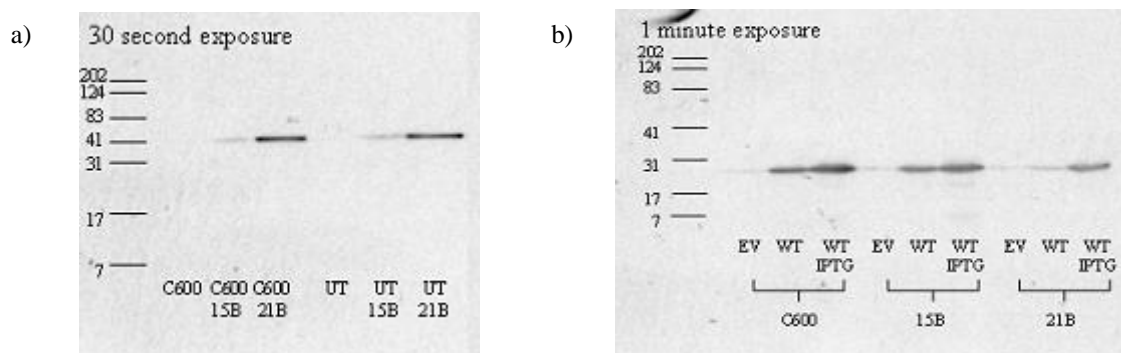 a)
30 second exposure
202
124
83
41
31
17
7
C600 C600 C600 UT UT UT
15B 21B 15B 21B
b)
1 minute exposure
202
124
83
41
31
17
7
EV WT WT EV WT WT EV WT WT
IPTG IPTG IPTG
C600 15B 21B